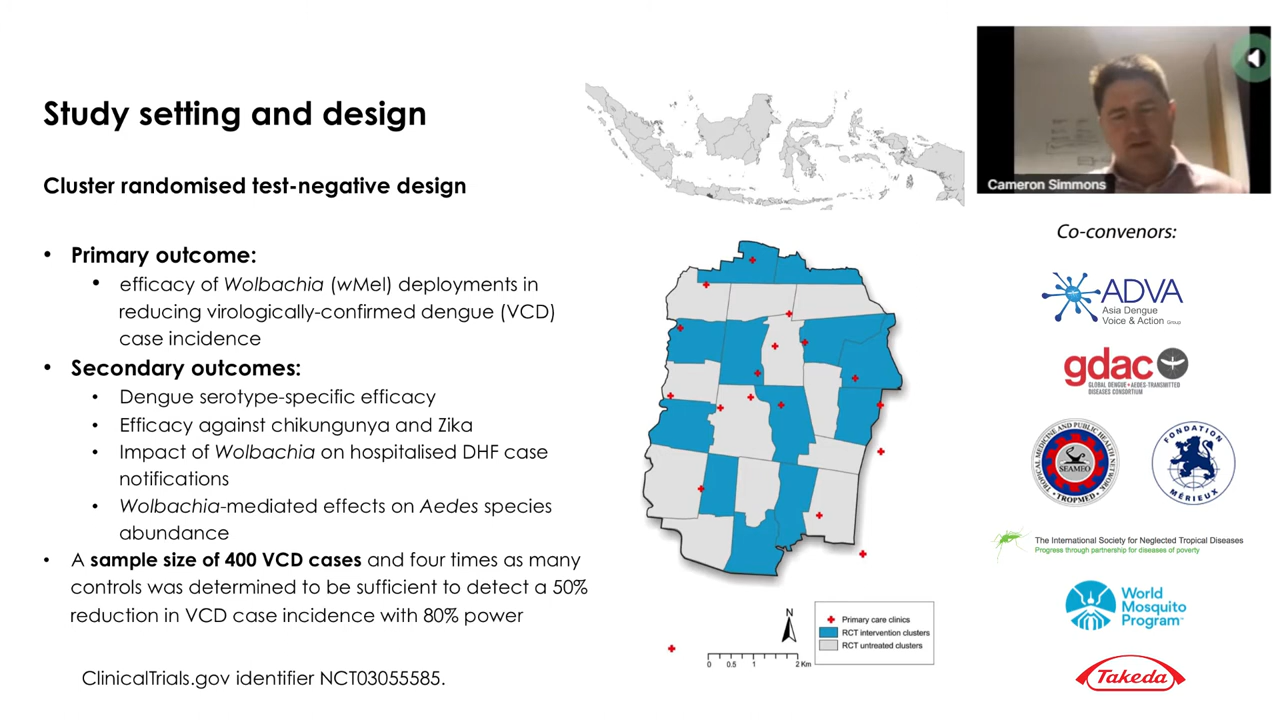 Study setting and design
Cluster randomised test-negative design
• Primary outcome:
• efficacy of Wolbachia (wMel) deployments in
reducing virologically-confirmed dengue (VCD)
case incidence
• Secondary outcomes:
• Dengue serotype-specific efficacy
• Efficacy against chikungunya and Zika
• Impact of Wolbachia on hospitalised DHF case
notifications
• Wolbachia-mediated effects on Aedes species
abundance
• A sample size of 400 VCD cases and four times as many
controls was determined to be sufficient to detect a 50%
reduction in VCD case incidence with 80% power
ClinicalTrials.gov identifier NCT03055585.
N
0 0.5 1 2 Km
Primary care clinics
RCT intervention clusters
RCT untreated clusters
Cameron Simmons
Co-convenors:
ADVA
Asia Dengue
Voice & Action Group
gdac
GLOBAL DENGUE & AEDES-TRANSMITTED
DISEASES CONSORTIUM
TROPICAL MEDICINE AND PUBLIC HEALTH NETWORK
SEAMEO
TROPMED
FONDATION
MÉRIEUX
The International Society for Neglected Tropical Diseases
Progress through partnership for diseases of poverty
World
Mosquito
Program™
Takeda